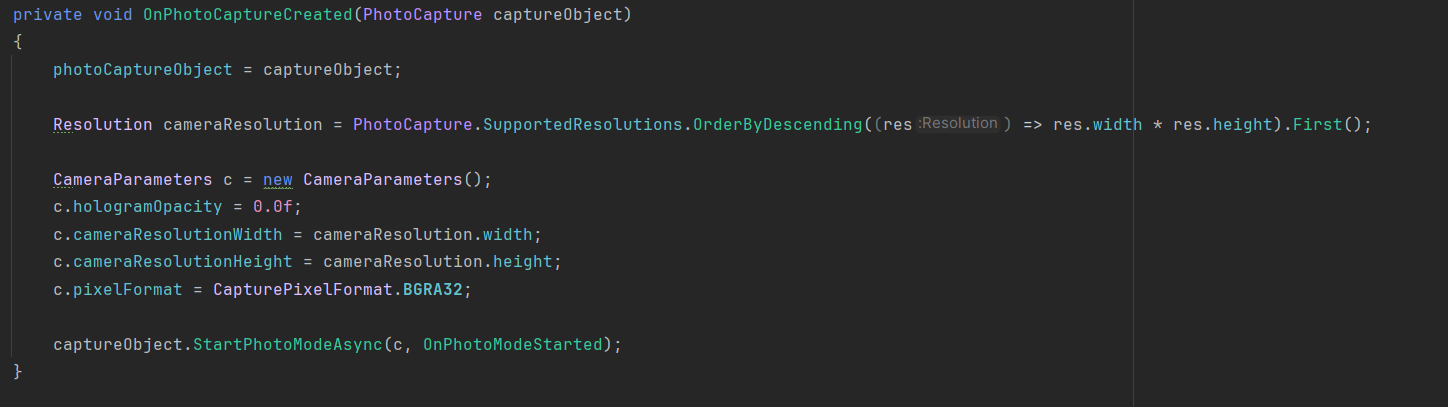 private void OnPhotoCaptureCreated(PhotoCapture captureObject)
{
    photoCaptureObject = captureObject;

    Resolution cameraResolution = PhotoCapture.SupportedResolutions.OrderByDescending((res :Resolution ) => res.width * res.height).First();

    CameraParameters c = new CameraParameters();
    c.hologramOpacity = 0.0f;
    c.cameraResolutionWidth = cameraResolution.width;
    c.cameraResolutionHeight = cameraResolution.height;
    c.pixelFormat = CapturePixelFormat.BGRA32;

    captureObject.StartPhotoModeAsync(c, OnPhotoModeStarted);
}